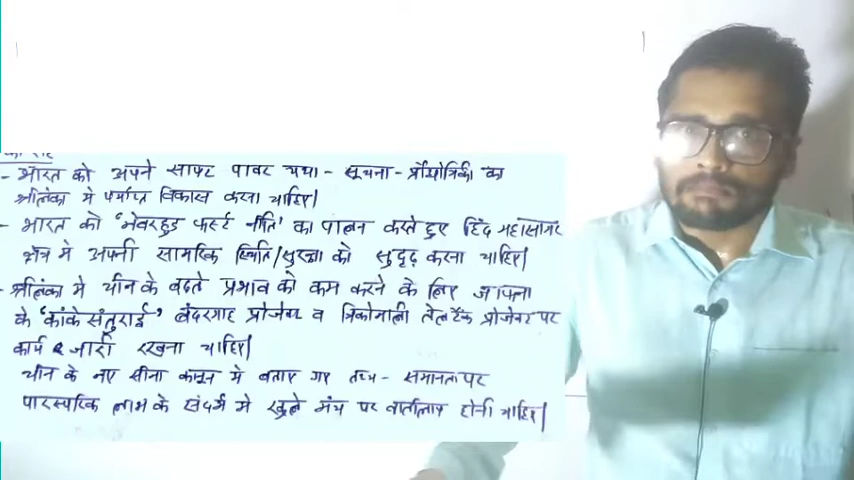 - भारत को अपने साफ्ट पावर यथा - सूचना - प्रौद्योगिकी का
श्रीलंका मे पर्याप्त विकास करना चाहिए|
- भारत को 'नेबरहुड फर्स्ट नीति' का पालन करते हुए हिंद महासागर
क्षेत्र मे अपनी सामरिक स्थिति/सुरक्षा को सुदृढ़ करना चाहिए|
- श्रीलंका मे चीन के बढ़ते प्रभाव को कम करने के लिए जाफना
के 'कांकेसंतुराई' बंदरगाह प्रोजेक्ट व त्रिकोमाली तेल टैंक प्रोजेक्ट पर
कार्य जारी रखना चाहिए|
चीन के नए सीमा कानून मे बताए गए तथ्य - समानता पर
पारस्परिक लाभ के संदर्भ मे खुले मंच पर वार्तालाप होनी चाहिए|